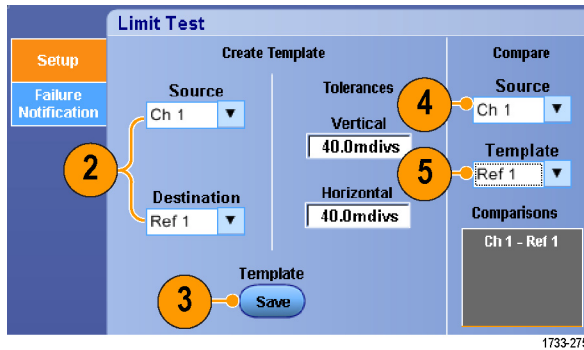 Limit Test
Setup
Failure
Notification
Create Template
Source
Ch 1
2
Destination
Ref 1
Tolerances
Vertical
40.0mdivs
Horizontal
40.0mdivs
3
Template
Save
Compare
4
Source
Ch 1
5
Template
Ref 1
Comparisons
Ch 1 - Ref 1
1733-275